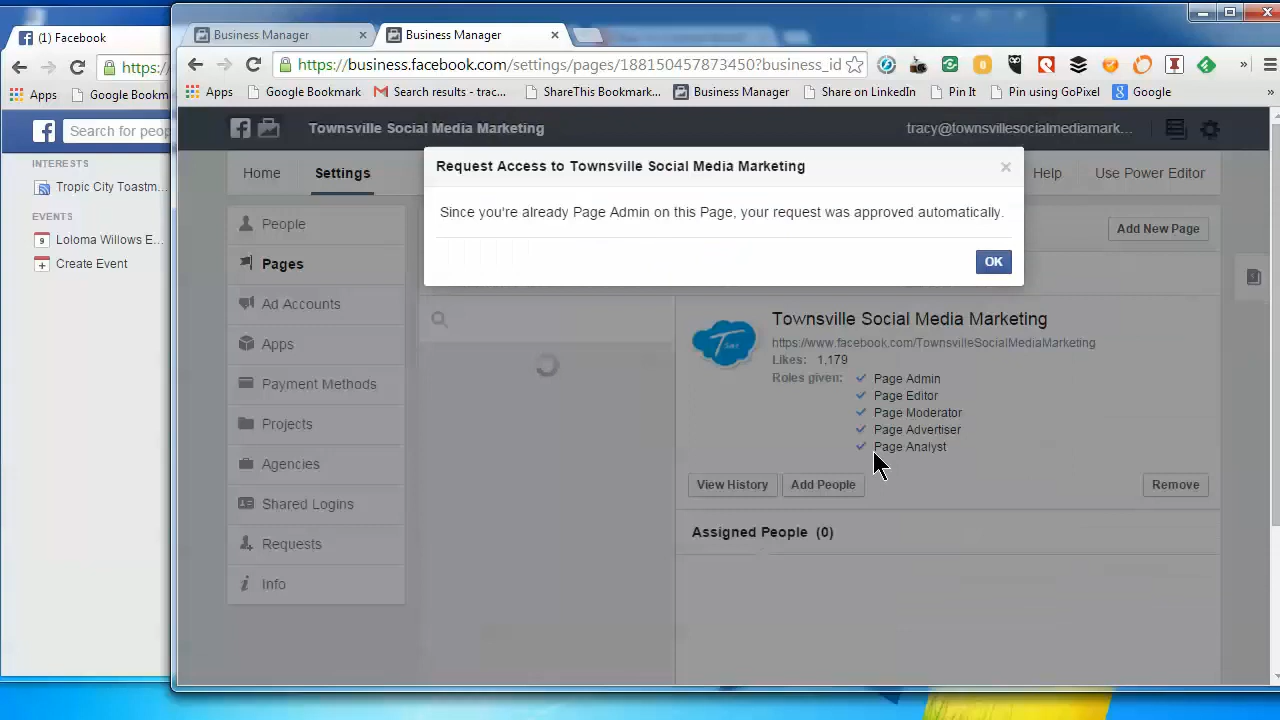 (1) Facebook
https:/
Apps
Google Bookm
Search for peop
INTERESTS
Tropic City Toastm...
EVENTS
9
Loloma Willows E...
Create Event
Business Manager
Business Manager
https://business.facebook.com/settings/pages/188150457873450?business_id
Apps
Google Bookmark
Search results - trac...
ShareThis Bookmark...
Business Manager
Share on LinkedIn
Pin It
Pin using GoPixel
Google
Townsville Social Media Marketing
tracy@townsvillesocialmediamark...
Home
Settings
Help
Use Power Editor
Request Access to Townsville Social Media Marketing
Since you're already Page Admin on this Page, your request was approved automatically.
OK
Add New Page
People
Pages
Ad Accounts
Apps
Payment Methods
Projects
Agencies
Shared Logins
Requests
Info
Townsville Social Media Marketing
https://www.facebook.com/TownsvilleSocialMediaMarketing
Likes: 1,179
Roles given: Page Admin
Page Editor
Page Moderator
Page Advertiser
Page Analyst
View History
Add People
Remove
Assigned People (0)